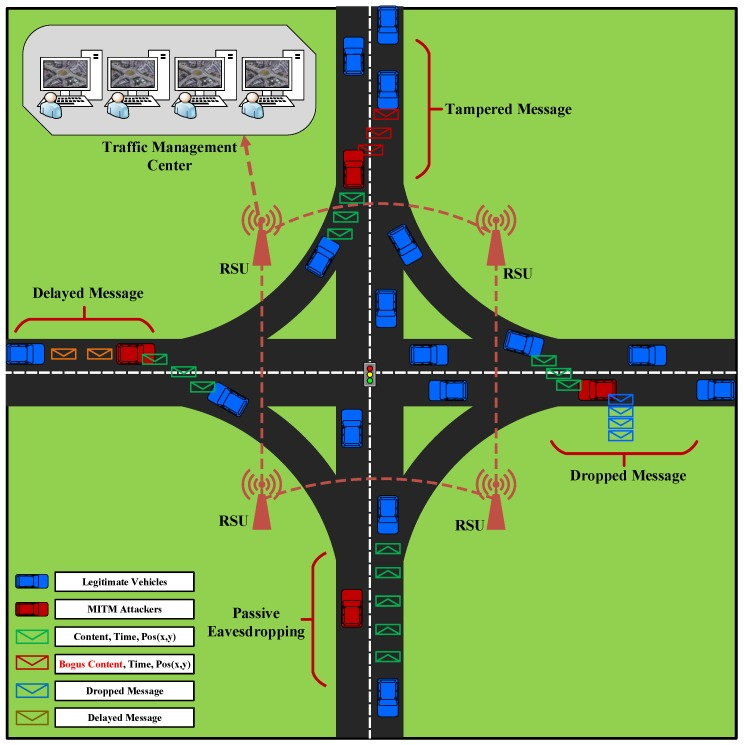 Tampered Message
Traffic Management
Center
RSU
RSU
Delayed Message
Dropped Message
RSU
RSU
Passive
Eavesdropping
Legitimate Vehicles
MITM Attackers
Content, Time, Pos(x,y)
Bogus Content, Time, Pos(x,y)
Dropped Message
Delayed Message